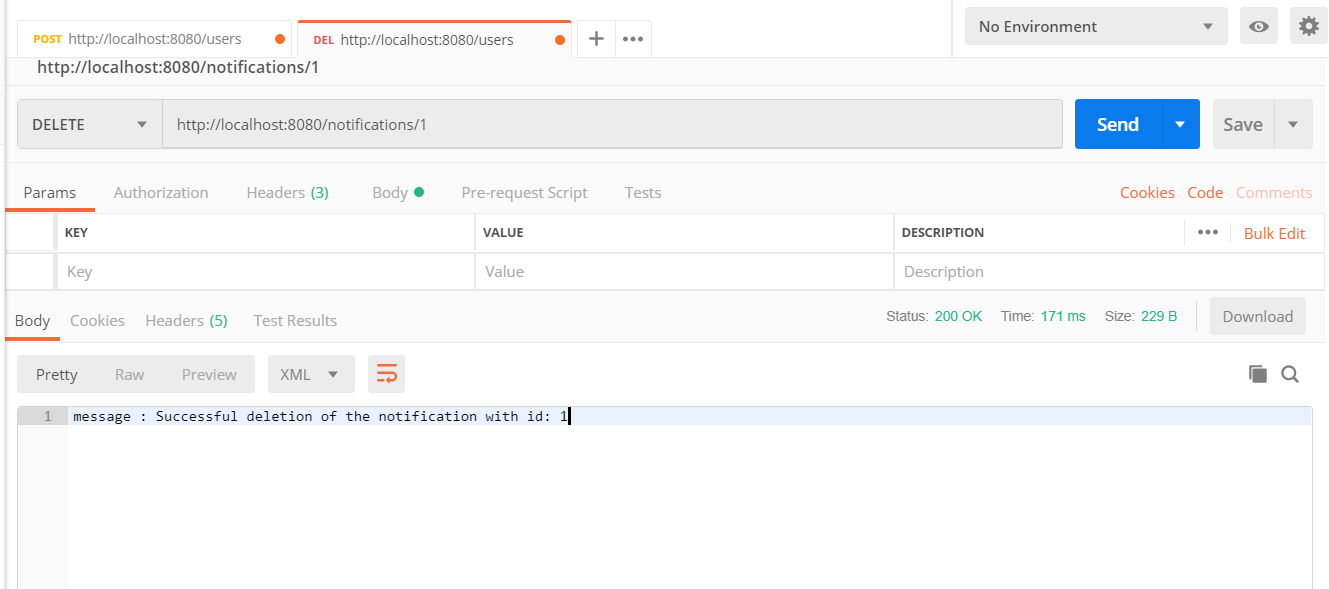 POST http://localhost:8080/users DEL http://localhost:8080/users No Environment
http://localhost:8080/notifications/1
DELETE http://localhost:8080/notifications/1 Send Save
Params Authorization Headers (3) Body Pre-request Script Tests Cookies Code Comments
KEY VALUE DESCRIPTION Bulk Edit
Key Value Description
Body Cookies Headers (5) Test Results Status: 200 OK Time: 171 ms Size: 229 B Download
Pretty Raw Preview XML
1 message : Successful deletion of the notification with id: 1